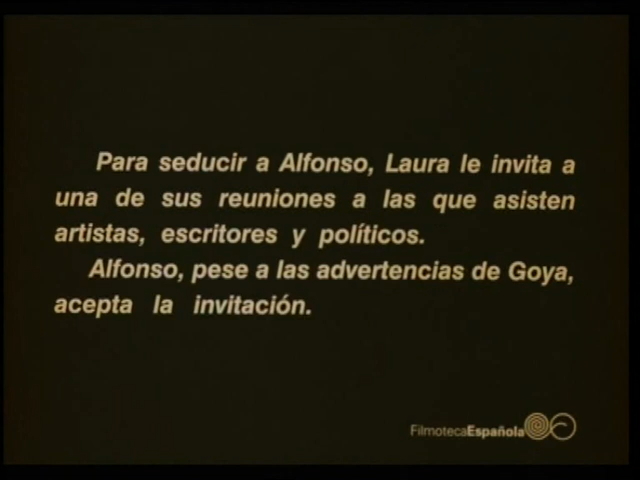 Para seducir a Alfonso, Laura le invita a
una de sus reuniones a las que asisten
artistas, escritores y políticos.
Alfonso, pese a las advertencias de Goya,
acepta la invitación.
FilmotecaEspañola